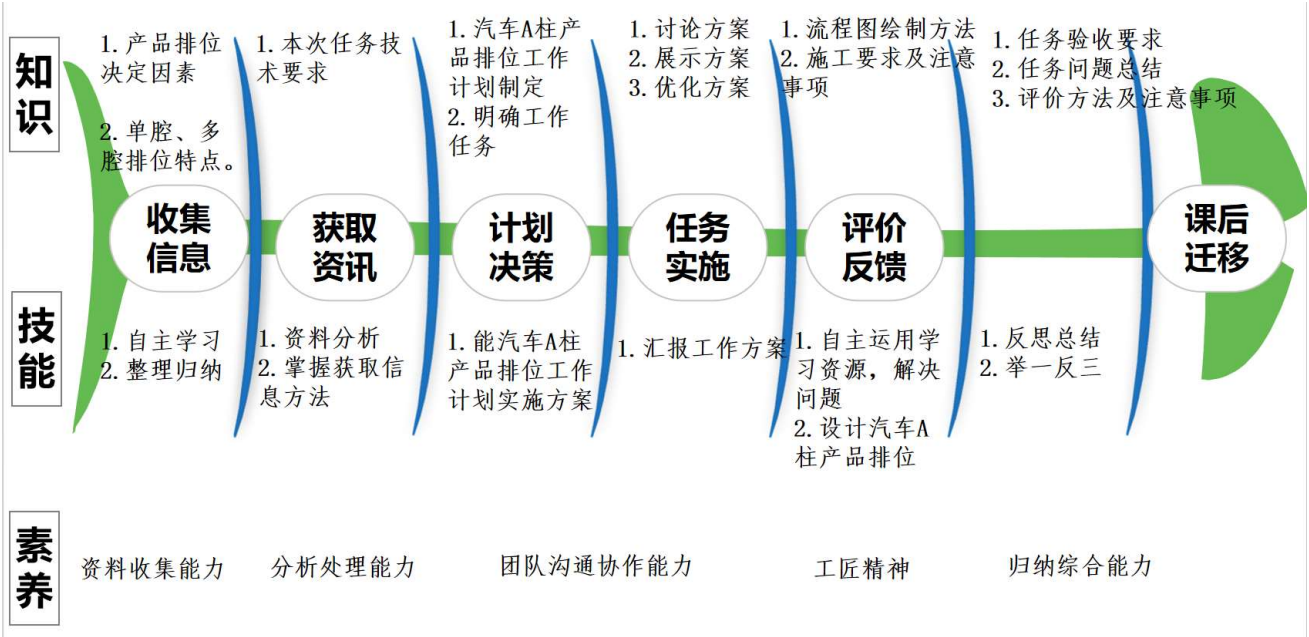 知识
1. 产品排位
决定因素
2. 单腔、多
腔排位特点。
1. 本次任务技
术要求
1. 汽车A柱产
品排位工作
计划制定
2. 明确工作
任务
1. 讨论方案
2. 展示方案
3. 优化方案
1. 流程图绘制方法
2. 施工要求及注意
事项
1. 任务验收要求
2. 任务问题总结
3. 评价方法及注意事项
收集
信息
获取
资讯
计划
决策
任务
实施
评价
反馈
课后
迁移
技能
1. 自主学习
2. 整理归纳
1. 资料分析
2. 掌握获取信
息方法
1. 能汽车A柱
产品排位工作
计划实施方案
1. 汇报工作方案
1. 自主运用学
习资源，解决
问题
2. 设计汽车A
柱产品排位
1. 反思总结
2. 举一反三
素养
资料收集能力
分析处理能力
团队沟通协作能力
工匠精神
归纳综合能力